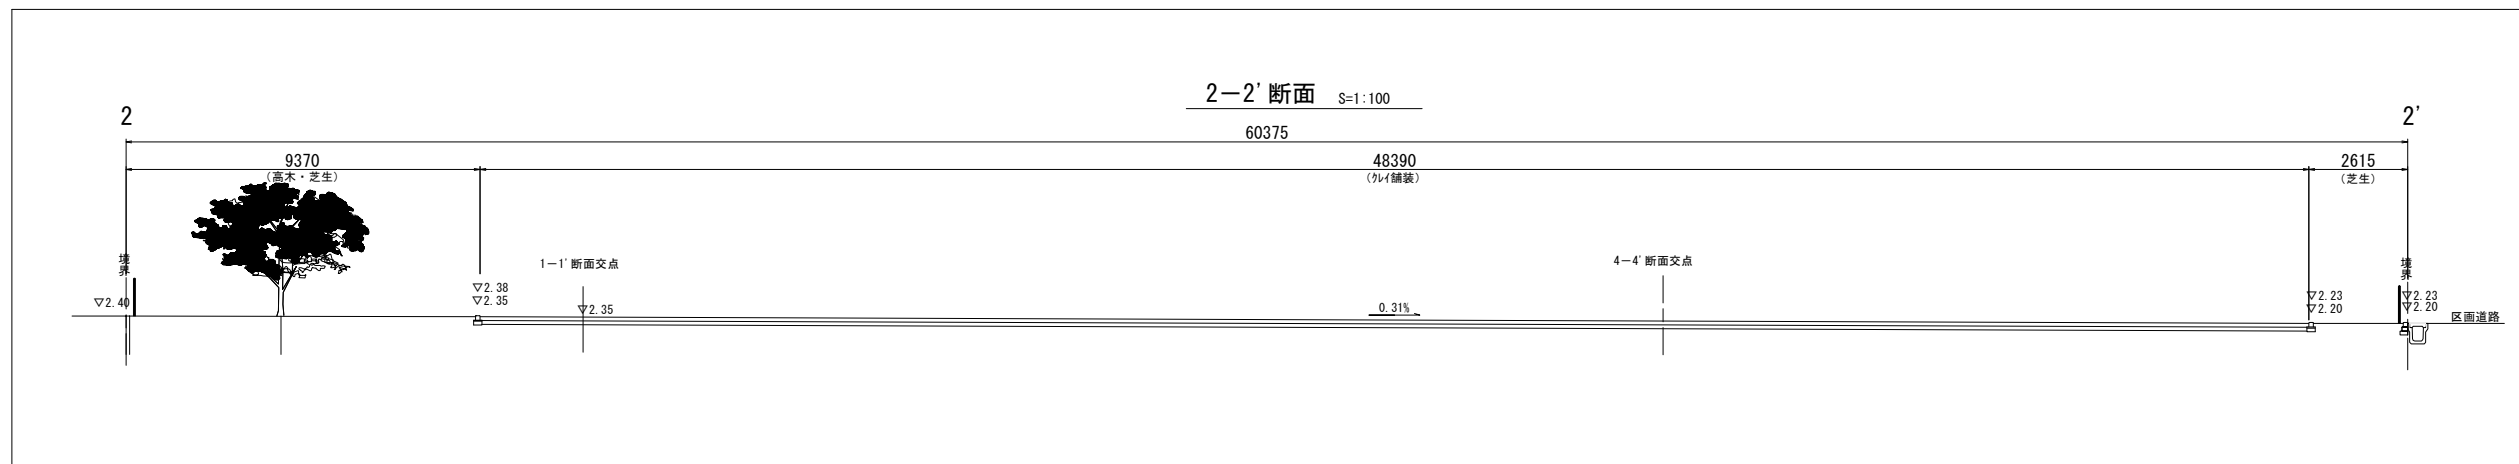 2－2'断面 S=1:100
2
2'
60375
9370
48390
2615
(高木・芝生)
(ｸﾚｲ舗装)
(芝生)
境界
1－1'断面交点
4－4'断面交点
境界
▽2.40
▽2.38
▽2.35
▽2.35
0.31%
▽2.23
▽2.20
▽2.23
▽2.20
区画道路